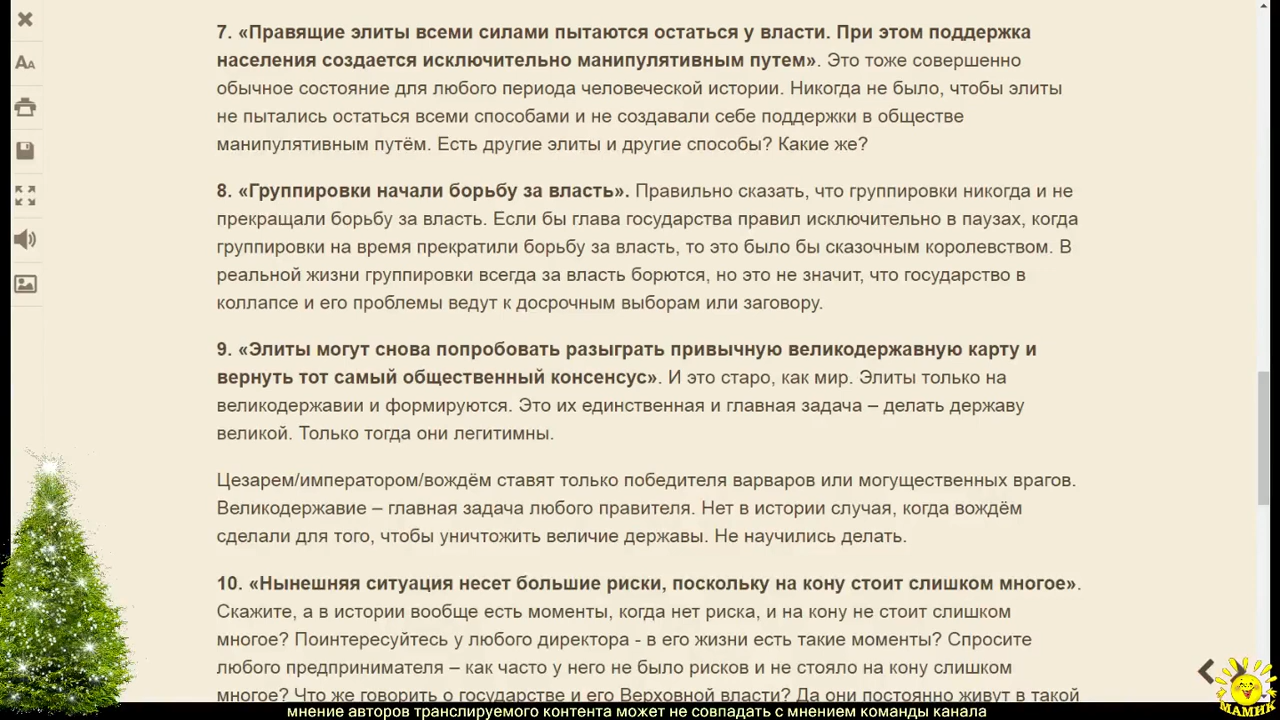 7. «Правящие элиты всеми силами пытаются остаться у власти. При этом поддержка
населения создается исключительно манипулятивным путем». Это тоже совершенно
обычное состояние для любого периода человеческой истории. Никогда не было, чтобы элиты
не пытались остаться всеми способами и не создавали себе поддержки в обществе
манипулятивным путём. Есть другие элиты и другие способы? Какие же?
8. «Группировки начали борьбу за власть». Правильно сказать, что группировки никогда и не
прекращали борьбу за власть. Если бы глава государства правил исключительно в паузах, когда
группировки на время прекратили борьбу за власть, то это было бы сказочным королевством. В
реальной жизни группировки всегда за власть борются, но это не значит, что государство в
коллапсе и его проблемы ведут к досрочным выборам или заговору.
9. «Элиты могут снова попробовать разыграть привычную великодержавную карту и
вернуть тот самый общественный консенсус». И это старо, как мир. Элиты только на
великодержавии и формируются. Это их единственная и главная задача – делать державу
великой. Только тогда они легитимны.
Цезарем/императором/вождём ставят только победителя варваров или могущественных врагов.
Великодержавие – главная задача любого правителя. Нет в истории случая, когда вождём
сделали для того, чтобы уничтожить величие державы. Не научились делать.
10. «Нынешняя ситуация несет большие риски, поскольку на кону стоит слишком многое».
Скажите, а в истории вообще есть моменты, когда нет риска, и на кону не стоит слишком
многое? Поинтересуйтесь у любого директора - в его жизни есть такие моменты? Спросите
любого предпринимателя – как часто у него не было рисков и не стояло на кону слишком
многое? Что же говорить о государстве и его Верховной власти? Да они постоянно живут в такой
мнение авторов транслируемого контента может не совпадать с мнением команды канала
МАМИК
AA